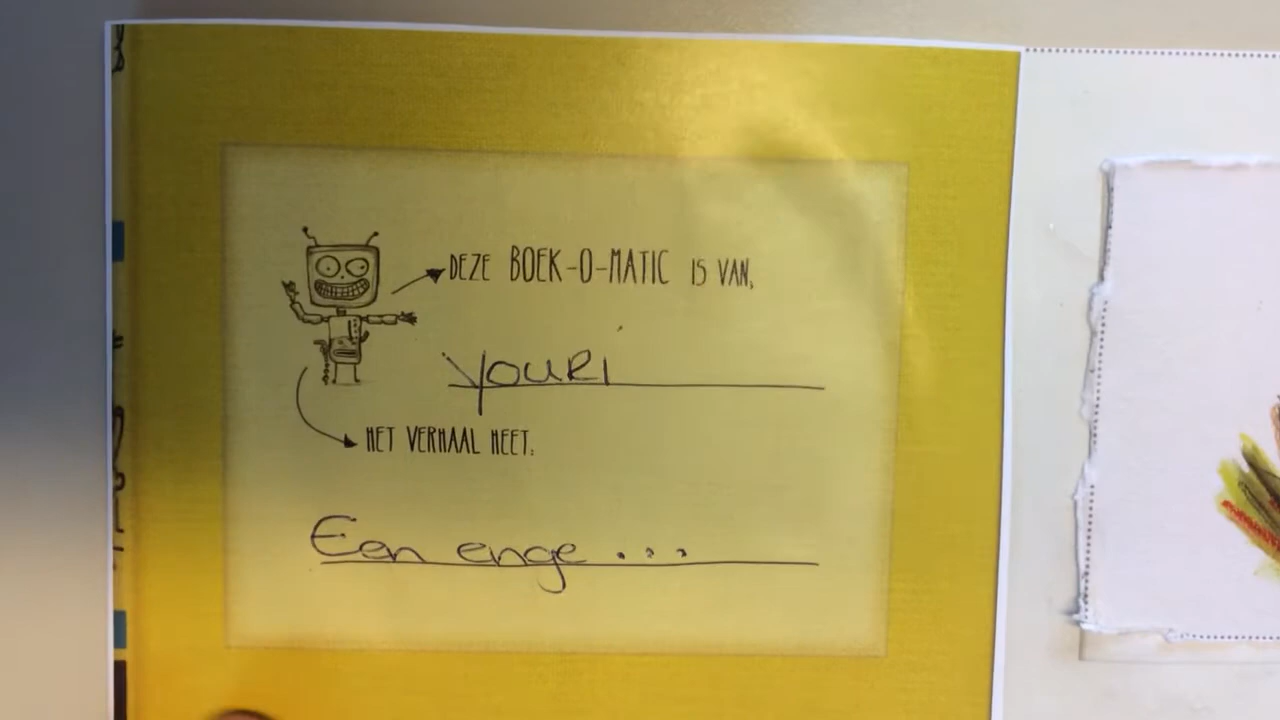 DEZE BOEK-O-MATIC IS VAN,
YOURI
HET VERHAAL HEET:
Een enge...